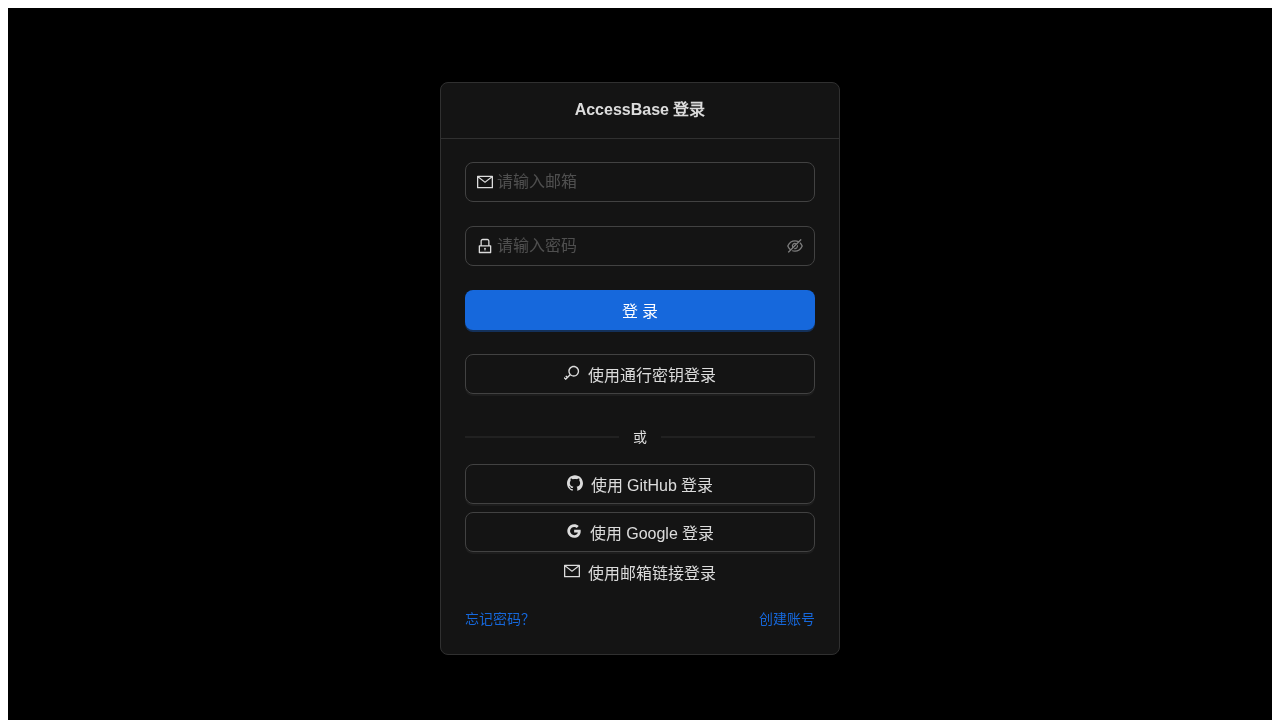 AccessBase 登录
请输入邮箱
请输入密码
登 录
使用通行密钥登录
或
使用 GitHub 登录
使用 Google 登录
使用邮箱链接登录
忘记密码?
创建账号